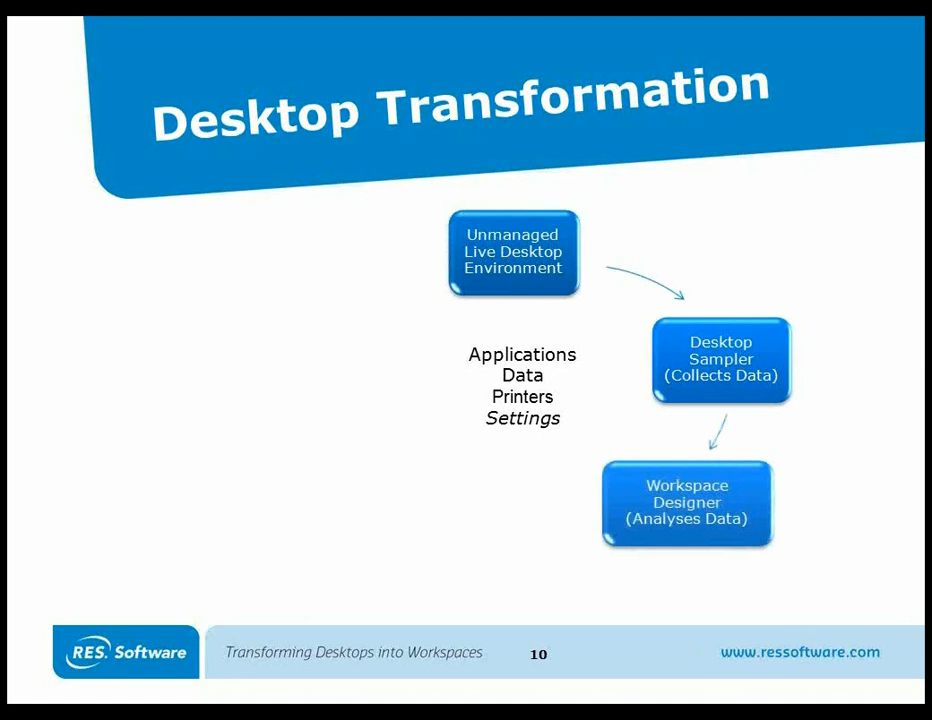 Desktop Transformation
Unmanaged
Live Desktop
Environment
Desktop
Sampler
(Collects Data)
Applications
Data
Printers
Settings
Workspace
Designer
(Analyses Data)
RES. Software
Transforming Desktops into Workspaces
10
www.ressoftware.com